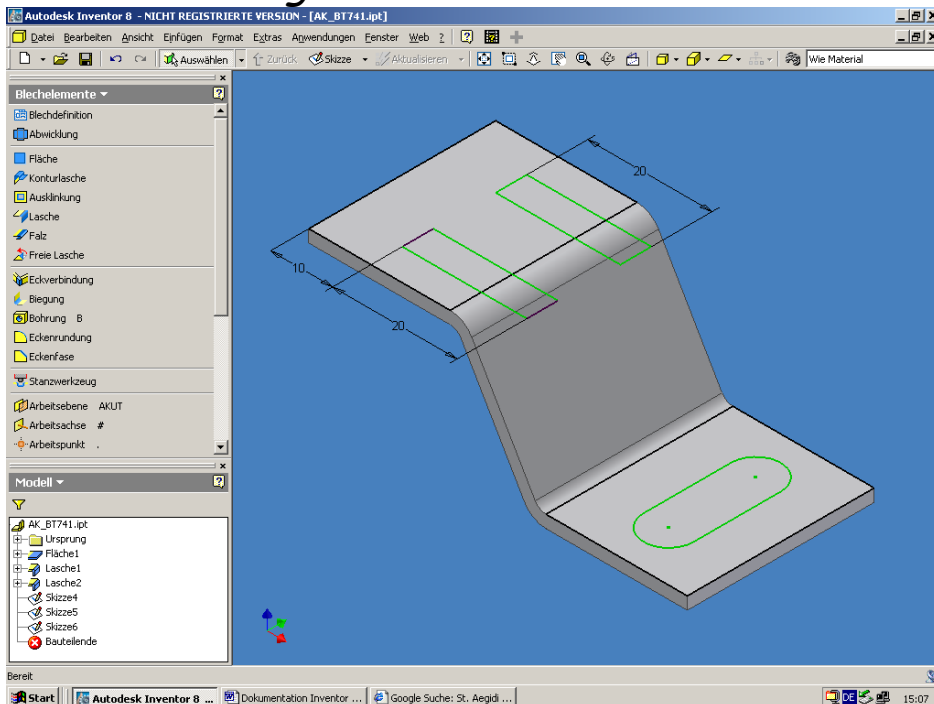 Autodesk Inventor 8 - NICHT REGISTRIERTE VERSION - [AK_BT741.ipt]
Datei Bearbeiten Ansicht Einfügen Format Extras Anwendungen Fenster Web ?
Zurück Skizze Aktualisieren Auswählen Wie Material
Blechelemente
Blechdefinition
Abwicklung
Fläche
Konturlasche
Ausklinkung
Lasche
Falz
Freie Lasche
Eckverbindung
Biegung
Bohrung B
Eckenrundung
Eckenfase
Stanzwerkzeug
Arbeitsebene AKUT
Arbeitsachse #
Arbeitspunkt .
20
10
20
Modell
AK_BT741.ipt
Ursprung
Fläche1
Lasche1
Lasche2
Skizze4
Skizze5
Skizze6
Bauteilende
Bereit
Start Autodesk Inventor 8 ... Dokumentation Inventor ... Google Suche: St. Aegidi ... DE 15:07